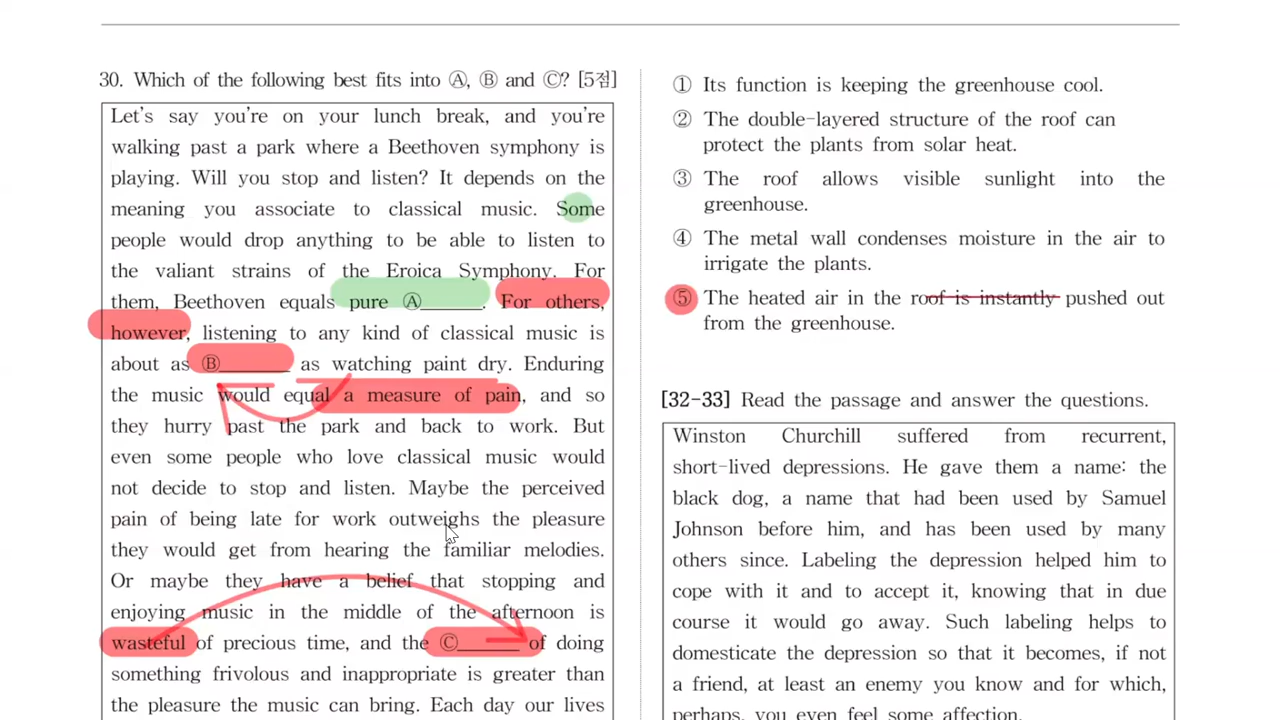 30. Which of the following best fits into Ⓐ, Ⓑ and Ⓒ? [5점]
Let's say you're on your lunch break, and you're
walking past a park where a Beethoven symphony is
playing. Will you stop and listen? It depends on the
meaning you associate to classical music. Some
people would drop anything to be able to listen to
the valiant strains of the Eroica Symphony. For
them, Beethoven equals pure Ⓐ______. For others,
however, listening to any kind of classical music is
about as Ⓑ_______ as watching paint dry. Enduring
the music would equal a measure of pain, and so
they hurry past the park and back to work. But
even some people who love classical music would
not decide to stop and listen. Maybe the perceived
pain of being late for work outweighs the pleasure
they would get from hearing the familiar melodies.
Or maybe they have a belief that stopping and
enjoying music in the middle of the afternoon is
wasteful of precious time, and the Ⓒ______ of doing
something frivolous and inappropriate is greater than
the pleasure the music can bring. Each day our lives
① Its function is keeping the greenhouse cool.
② The double-layered structure of the roof can
protect the plants from solar heat.
③ The roof allows visible sunlight into the
greenhouse.
④ The metal wall condenses moisture in the air to
irrigate the plants.
⑤ The heated air in the roof is instantly pushed out
from the greenhouse.
[32-33] Read the passage and answer the questions.
Winston Churchill suffered from recurrent,
short-lived depressions. He gave them a name: the
black dog, a name that had been used by Samuel
Johnson before him, and has been used by many
others since. Labeling the depression helped him to
cope with it and to accept it, knowing that in due
course it would go away. Such labeling helps to
domesticate the depression so that it becomes, if not
a friend, at least an enemy you know and for which,
perhaps, you even feel some affection.